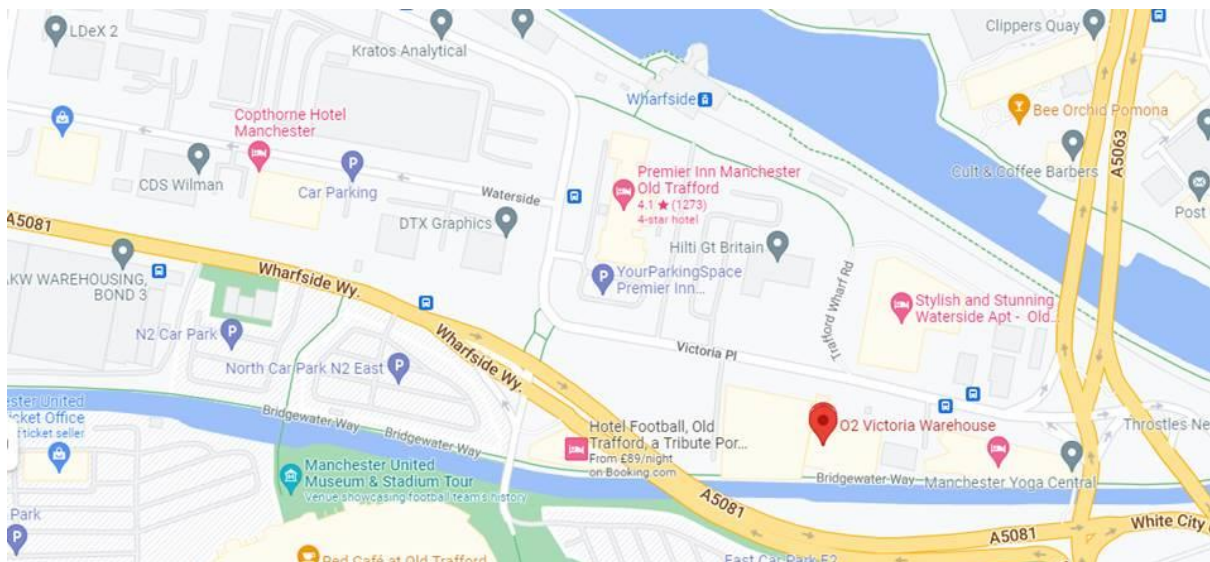 LDeX 2
Kratos Analytical
Clippers Quay
Wharfside
Copthorne Hotel
Manchester
Bee Orchid Pomona
A5063
CDS Wilman
Car Parking
Waterside
Premier Inn Manchester
Old Trafford
4.1 ★ (1273)
4-star hotel
Cult & Coffee Barbers
Post
A5081
DTX Graphics
Hilti Gt Britain
AKW WAREHOUSING,
BOND 3
Wharfside Wy.
YourParkingSpace
Premier Inn...
Trafford Wharf Rd
Stylish and Stunning
Waterside Apt - Old...
N2 Car Park
North Car Park N2 East
Wharfside Wy.
Victoria Pl
ester United
icket Office
ticket seller
Bridgewater Way
Bridgewater Way
Hotel Football, Old
Trafford, a Tribute Por...
From £89/night
on Booking.com
O2 Victoria Warehouse
Throstles Ne
Manchester United
Museum & Stadium Tour
Venue showcasing football team's history
Bridgewater Way
Manchester Yoga Central
A5081
Park
A5081
White City
Red Café at Old Trafford
East Car Park E2